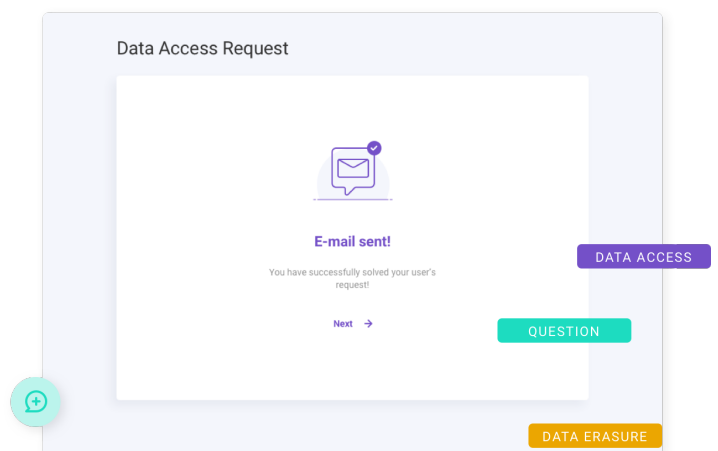 Data Access Request
E-mail sent!
You have successfully solved your user's
request!
Next
DATA ACCESS
QUESTION
DATA ERASURE